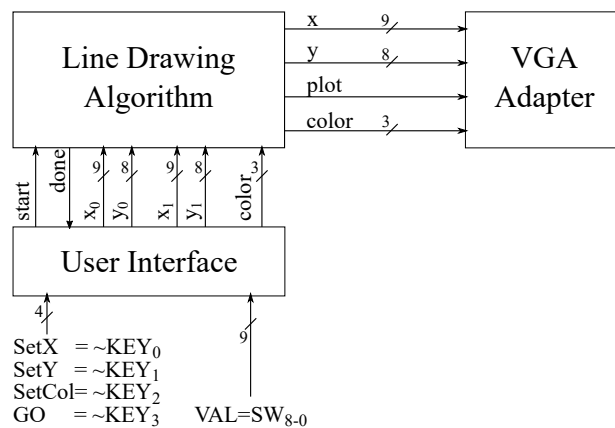 Line Drawing
Algorithm
x 9
y 8
plot
color 3
VGA
Adapter
start
done
x₀ 9
y₀ 8
x₁ 9
y₁ 8
color 3
User Interface
4
9
SetX = ~KEY₀
SetY = ~KEY₁
SetCol= ~KEY₂
GO = ~KEY₃
VAL=SW₈₋₀